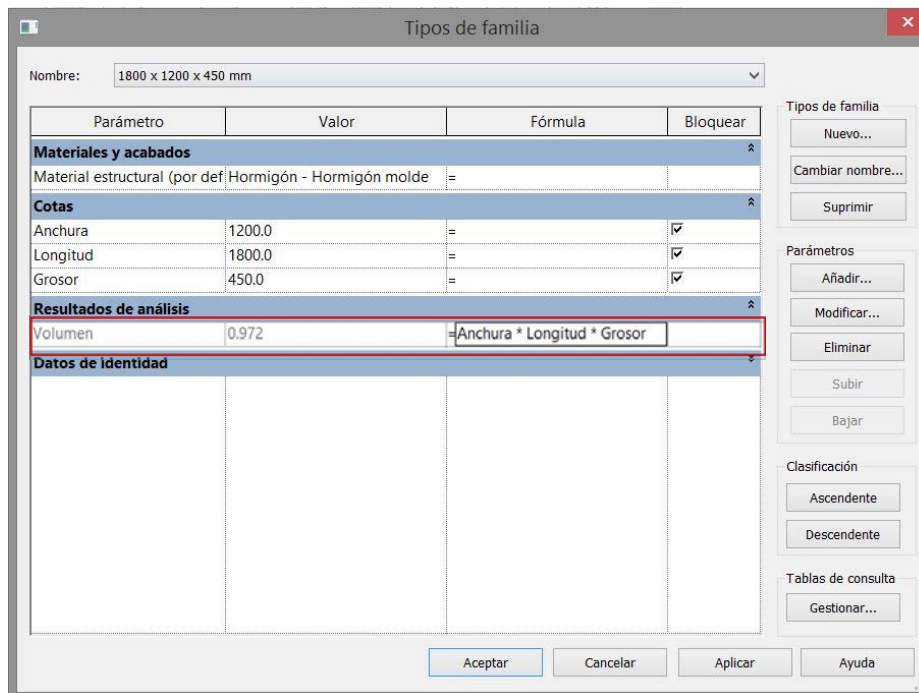 Tipos de familia
Nombre: 1800 x 1200 x 450 mm
Parámetro Valor Fórmula Bloquear
Materiales y acabados
Material estructural (por def Hormigón - Hormigón molde =
Cotas
Anchura 1200.0 =
Longitud 1800.0 =
Grosor 450.0 =
Resultados de análisis
Volumen 0.972 =Anchura * Longitud * Grosor
Datos de identidad
Tipos de familia
Nuevo...
Cambiar nombre...
Suprimir
Parámetros
Añadir...
Modificar...
Eliminar
Subir
Bajar
Clasificación
Ascendente
Descendente
Tablas de consulta
Gestionar...
Aceptar Cancelar Aplicar Ayuda